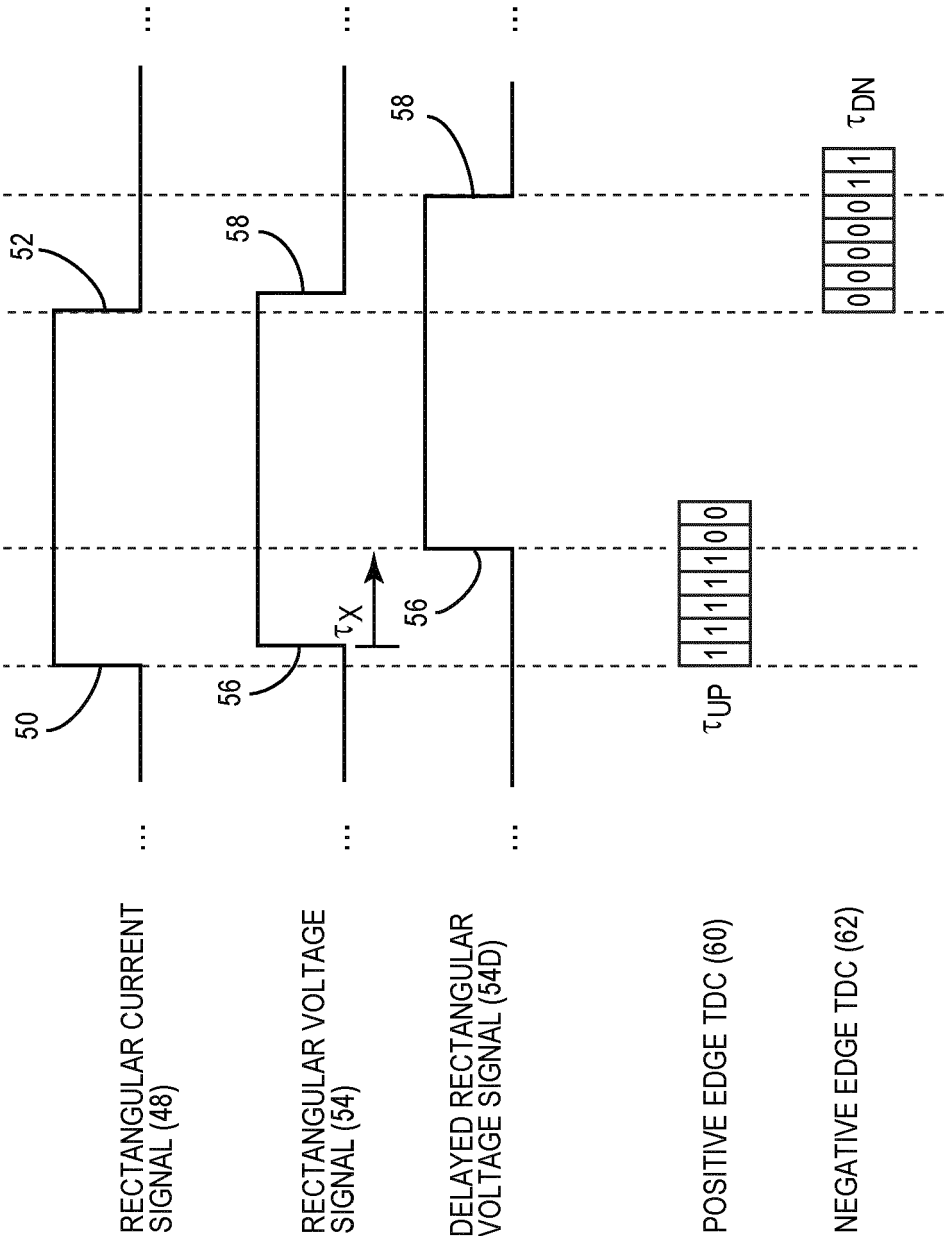 RECTANGULAR CURRENT
SIGNAL (48)
...
50
52
...
RECTANGULAR VOLTAGE
SIGNAL (54)
...
56
τX
58
...
DELAYED RECTANGULAR
VOLTAGE SIGNAL (54D)
...
56
58
...
POSITIVE EDGE TDC (60)
τUP
1 1 1 1 1 0 0
NEGATIVE EDGE TDC (62)
0 0 0 0 0 1 1
τDN